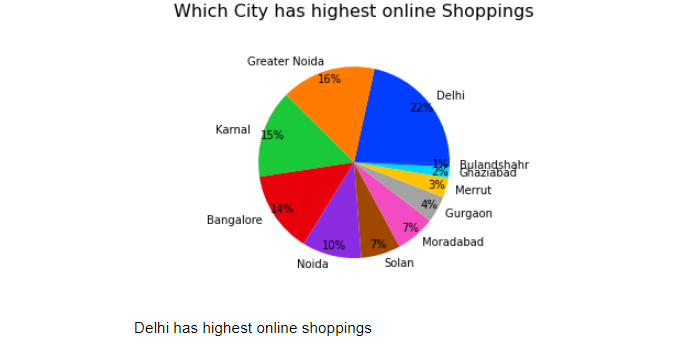 Which City has highest online Shoppings
Greater Noida
16%
Delhi
22%
Karnal
15%
1%
Bulandshahr
2%
Ghaziabad
3%
Merrut
4%
Gurgaon
Bangalore
14%
7%
Moradabad
10%
7%
Noida
Solan
Delhi has highest online shoppings